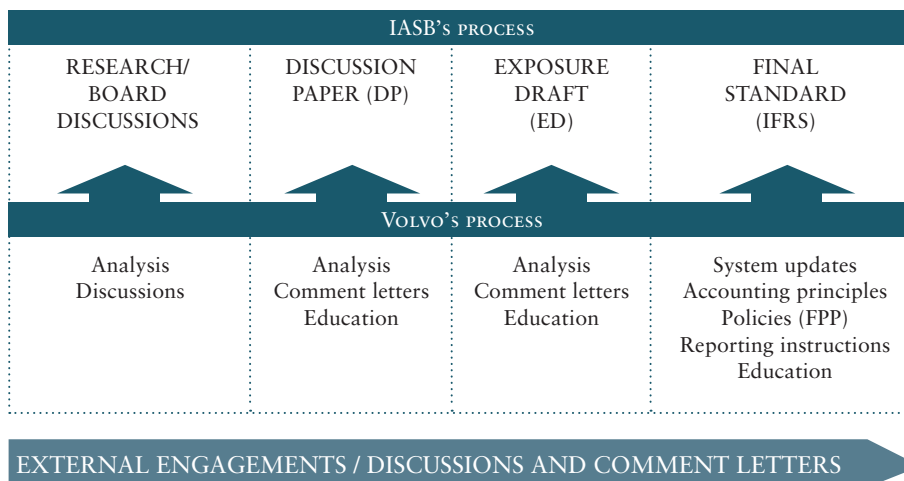 IASB's PROCESS
RESEARCH/
BOARD
DISCUSSIONS
DISCUSSION
PAPER (DP)
EXPOSURE
DRAFT
(ED)
FINAL
STANDARD
(IFRS)
VOLVO'S PROCESS
Analysis
Discussions
Analysis
Comment letters
Education
Analysis
Comment letters
Education
System updates
Accounting principles
Policies (FPP)
Reporting instructions
Education
EXTERNAL ENGAGEMENTS / DISCUSSIONS AND COMMENT LETTERS